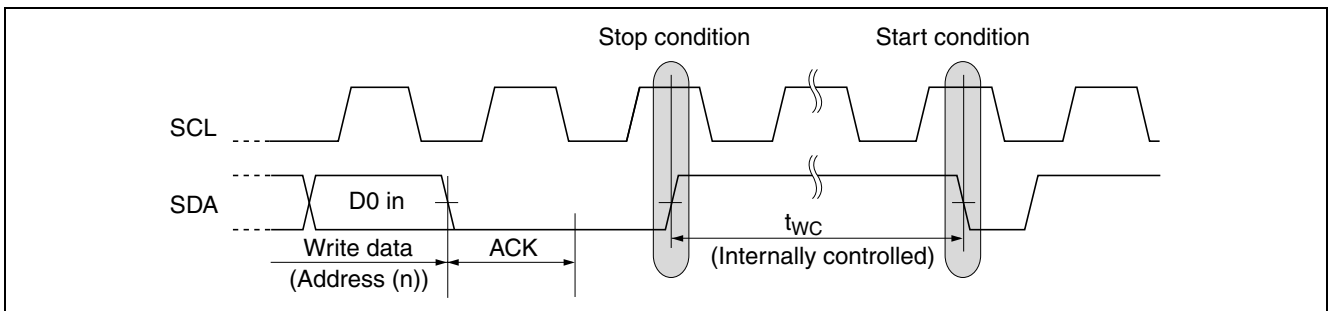 Stop condition
Start condition
SCL
SDA
D0 in
Write data
(Address (n))
ACK
tWC
(Internally controlled)